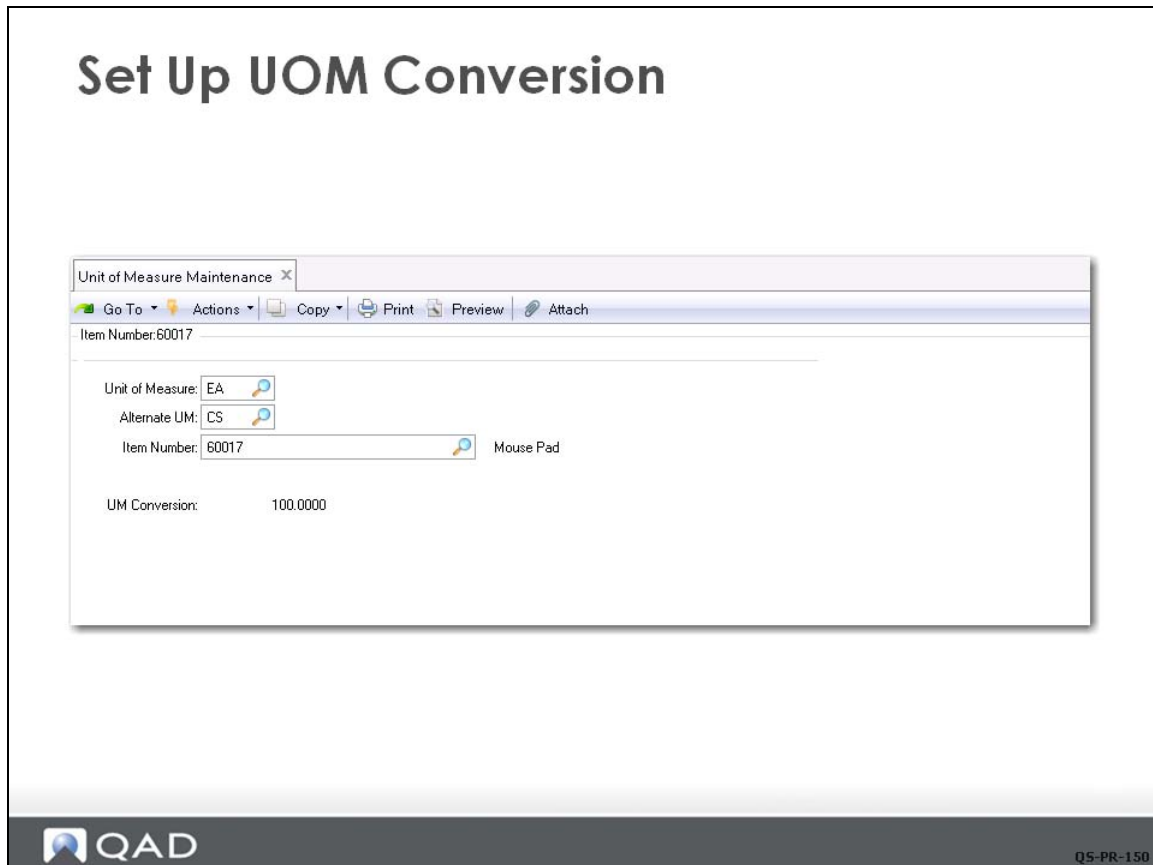 Set Up UOM Conversion
Unit of Measure Maintenance
Go To Actions Copy Print Preview Attach
Item Number:60017
Unit of Measure: EA
Alternate UM: CS
Item Number: 60017 Mouse Pad
UM Conversion: 100.0000
QAD
QS-PR-150